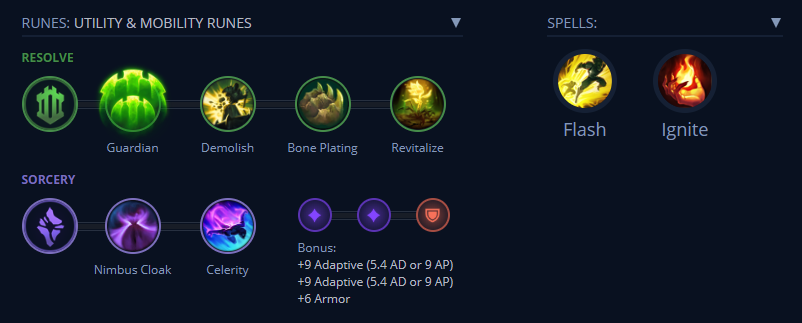 RUNES: UTILITY & MOBILITY RUNES
RESOLVE
Guardian
Demolish
Bone Plating
Revitalize
SORCERY
Nimbus Cloak
Celerity
Bonus:
+9 Adaptive (5.4 AD or 9 AP)
+9 Adaptive (5.4 AD or 9 AP)
+6 Armor
SPELLS:
Flash
Ignite